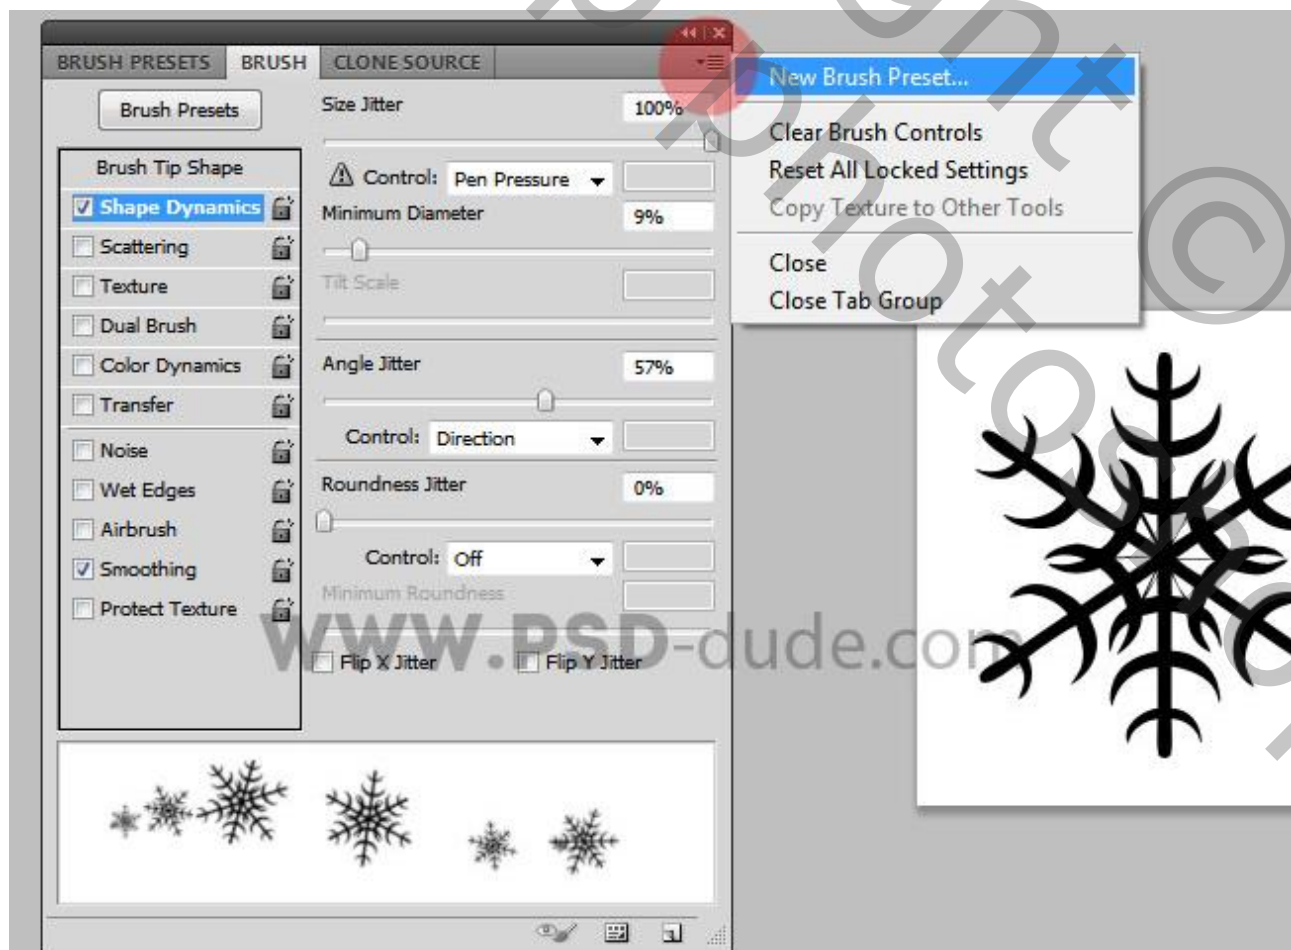 BRUSH PRESETS BRUSH CLONE SOURCE
Brush Presets
Brush Tip Shape
Shape Dynamics
Scattering
Texture
Dual Brush
Color Dynamics
Transfer
Noise
Wet Edges
Airbrush
Smoothing
Protect Texture
Size Jitter 100%
Control: Pen Pressure
Minimum Diameter 9%
Tilt Scale
Angle Jitter 57%
Control: Direction
Roundness Jitter 0%
Control: Off
Minimum Roundness
Flip X Jitter Flip Y Jitter
New Brush Preset...
Clear Brush Controls
Reset All Locked Settings
Copy Texture to Other Tools
Close
Close Tab Group
www.PSD-dude.com
©